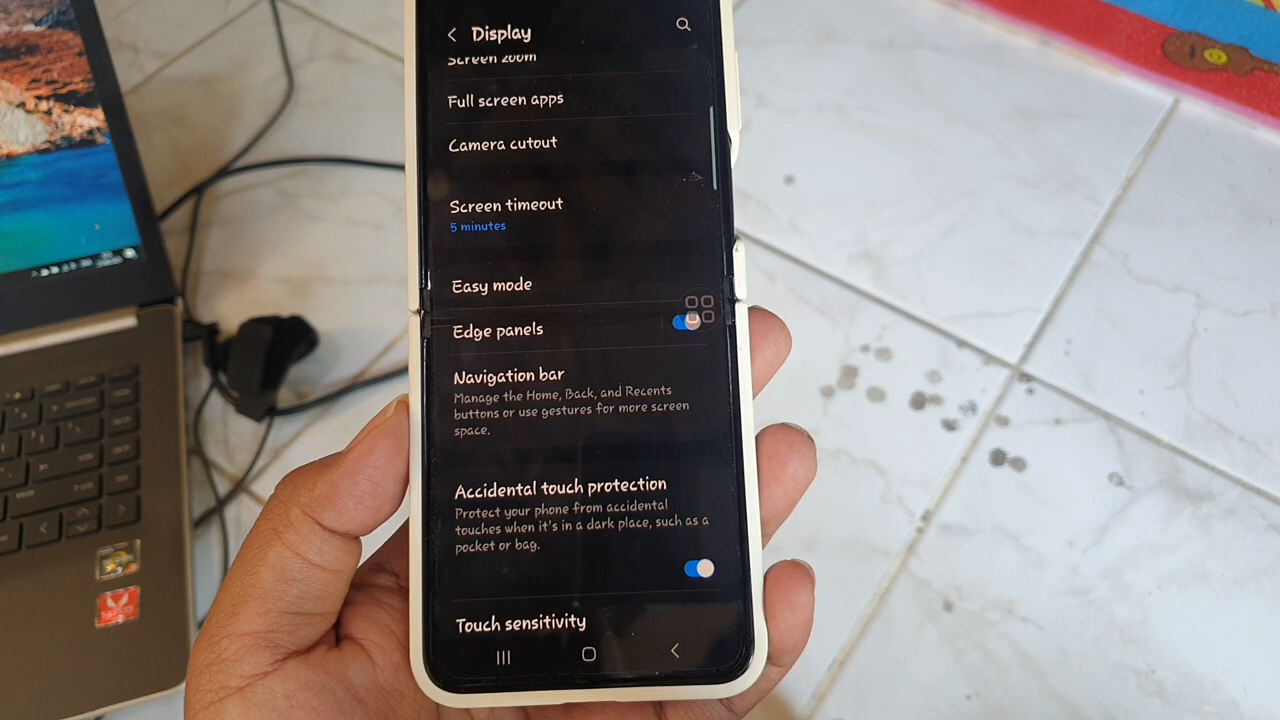 Display
Screen zoom
Full screen apps
Camera cutout
Screen timeout
5 minutes
Easy mode
Edge panels
Navigation bar
Manage the Home, Back, and Recents
buttons or use gestures for more screen
space.
Accidental touch protection
Protect your phone from accidental
touches when it's in a dark place, such as a
pocket or bag.
Touch sensitivity